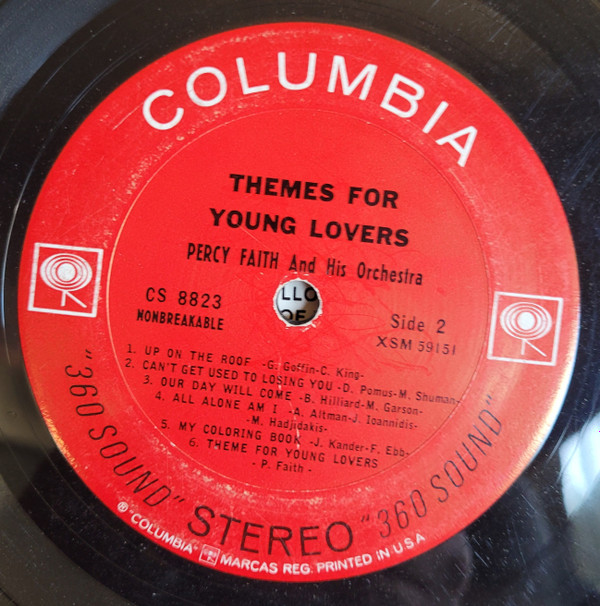 COLUMBIA
THEMES FOR
YOUNG LOVERS
PERCY FAITH And His Orchestra
LLO
OF
CS 8823
NONBREAKABLE
Side 2
XSM 59151
1. UP ON THE ROOF -G. Goffin-C. King-
2. CAN'T GET USED TO LOSING YOU -D. Pomus-M. Shuman-
3. OUR DAY WILL COME -B. Hilliard-M. Garson-
4. ALL ALONE AM I -A. Altman-J. Ioannidis-
-M. Hadjidakis-
5. MY COLORING BOOK -J. Kander-F. Ebb-
6. THEME FOR YOUNG LOVERS
- P. Faith -
"360 SOUND" STEREO "360 SOUND"
® "COLUMBIA" MARCAS REG. PRINTED IN U S A